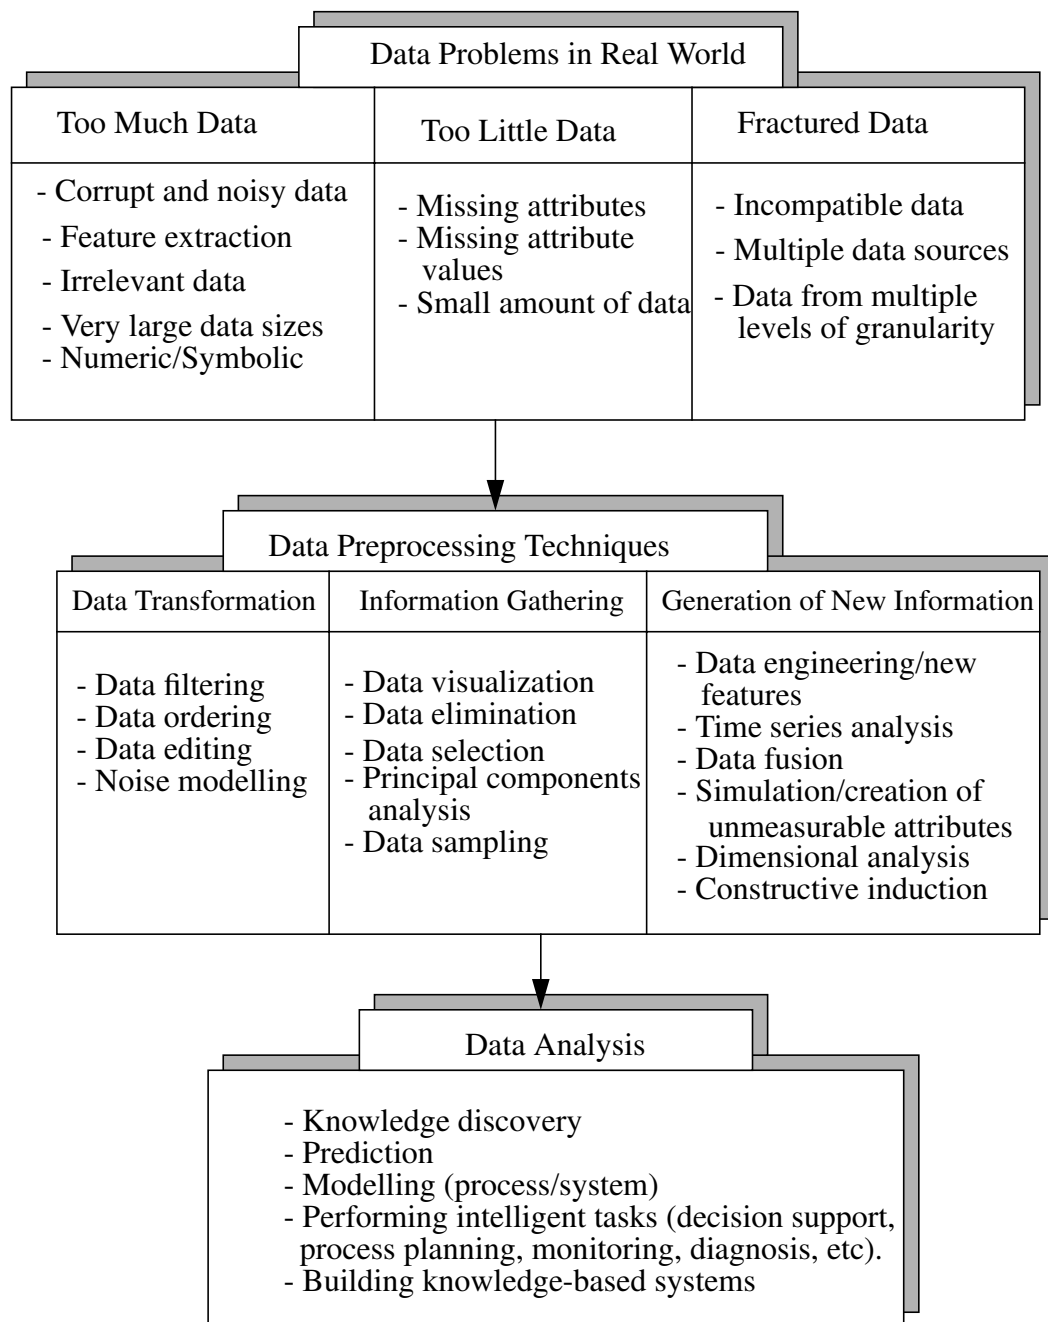 Data Problems in Real World
Too Much Data
- Corrupt and noisy data
- Feature extraction
- Irrelevant data
- Very large data sizes
- Numeric/Symbolic
Too Little Data
- Missing attributes
- Missing attribute
values
- Small amount of data
Fractured Data
- Incompatible data
- Multiple data sources
- Data from multiple
levels of granularity
Data Preprocessing Techniques
Data Transformation
- Data filtering
- Data ordering
- Data editing
- Noise modelling
Information Gathering
- Data visualization
- Data elimination
- Data selection
- Principal components
analysis
- Data sampling
Generation of New Information
- Data engineering/new
features
- Time series analysis
- Data fusion
- Simulation/creation of
unmeasurable attributes
- Dimensional analysis
- Constructive induction
Data Analysis
- Knowledge discovery
- Prediction
- Modelling (process/system)
- Performing intelligent tasks (decision support,
process planning, monitoring, diagnosis, etc).
- Building knowledge-based systems